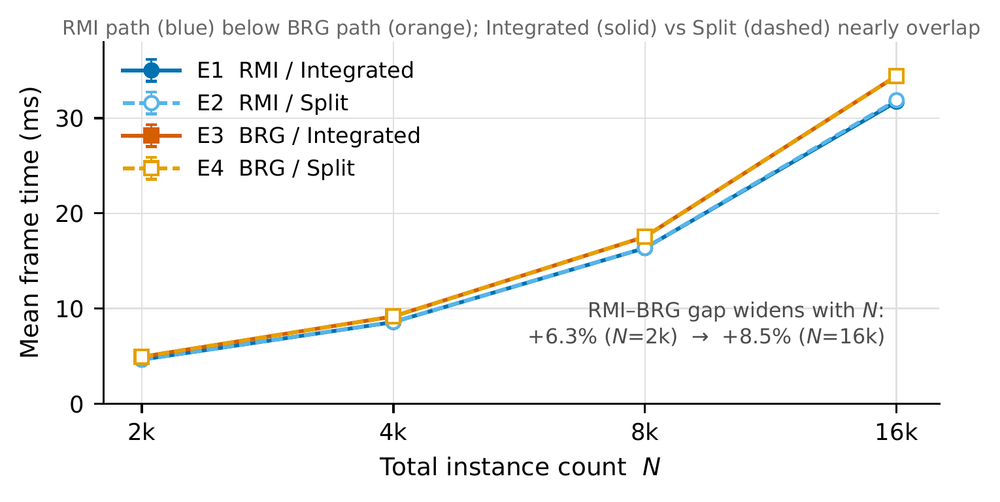 RMI path (blue) below BRG path (orange); Integrated (solid) vs Split (dashed) nearly overlap
E1 RMI / Integrated
E2 RMI / Split
E3 BRG / Integrated
E4 BRG / Split
Mean frame time (ms)
30
20
10
0
RMI–BRG gap widens with N:
+6.3% (N=2k) → +8.5% (N=16k)
2k 4k 8k 16k
Total instance count N